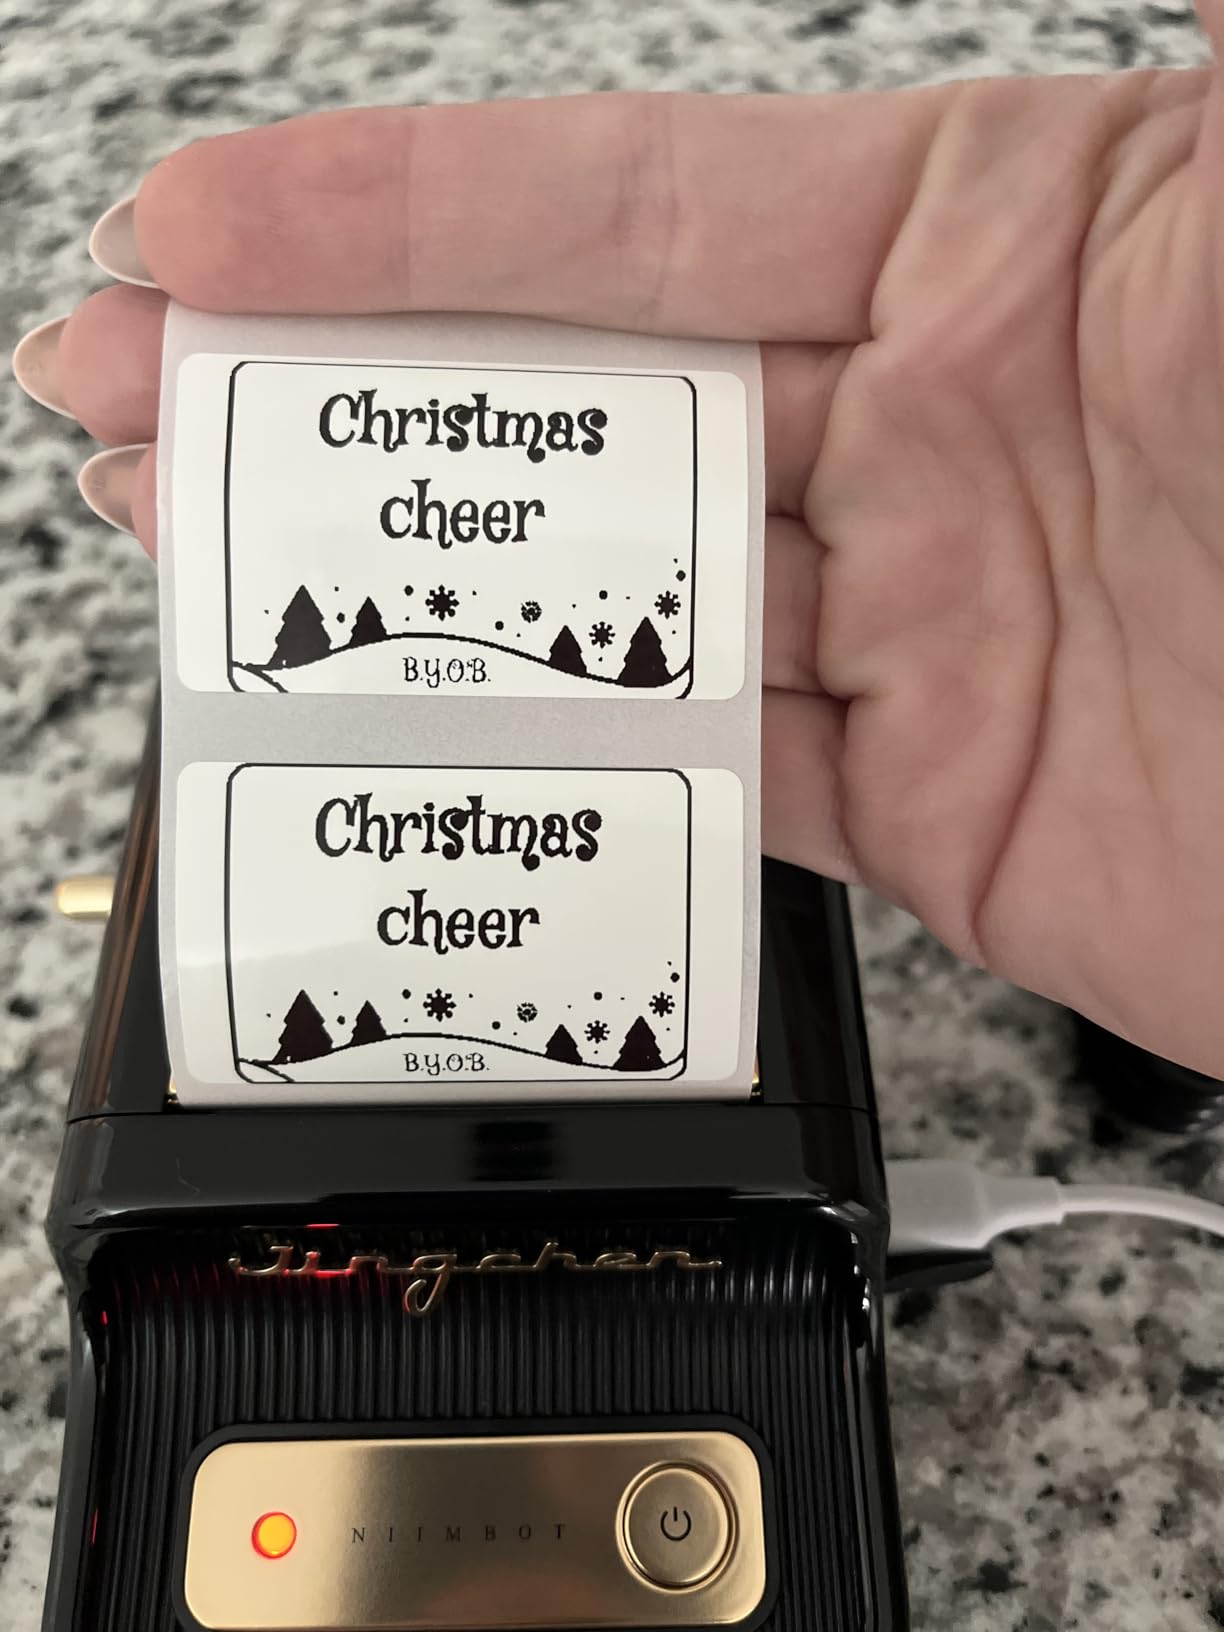 Christmas
cheer
B.Y.O.B.
Christmas
cheer
B.Y.O.B.
Jingchen
NIIMBOT